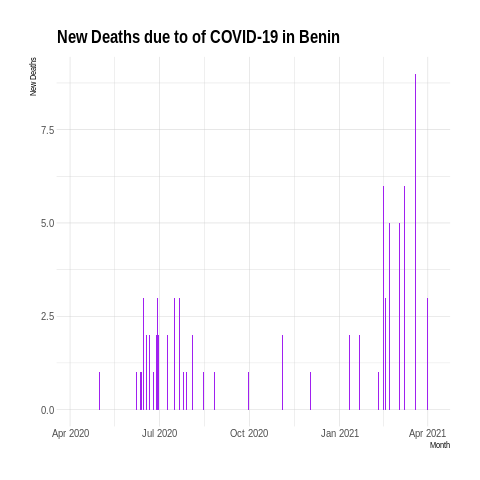 New Deaths due to of COVID-19 in Benin
New Deaths
7.5
5.0
2.5
0.0
Apr 2020 Jul 2020 Oct 2020 Jan 2021 Apr 2021
Month